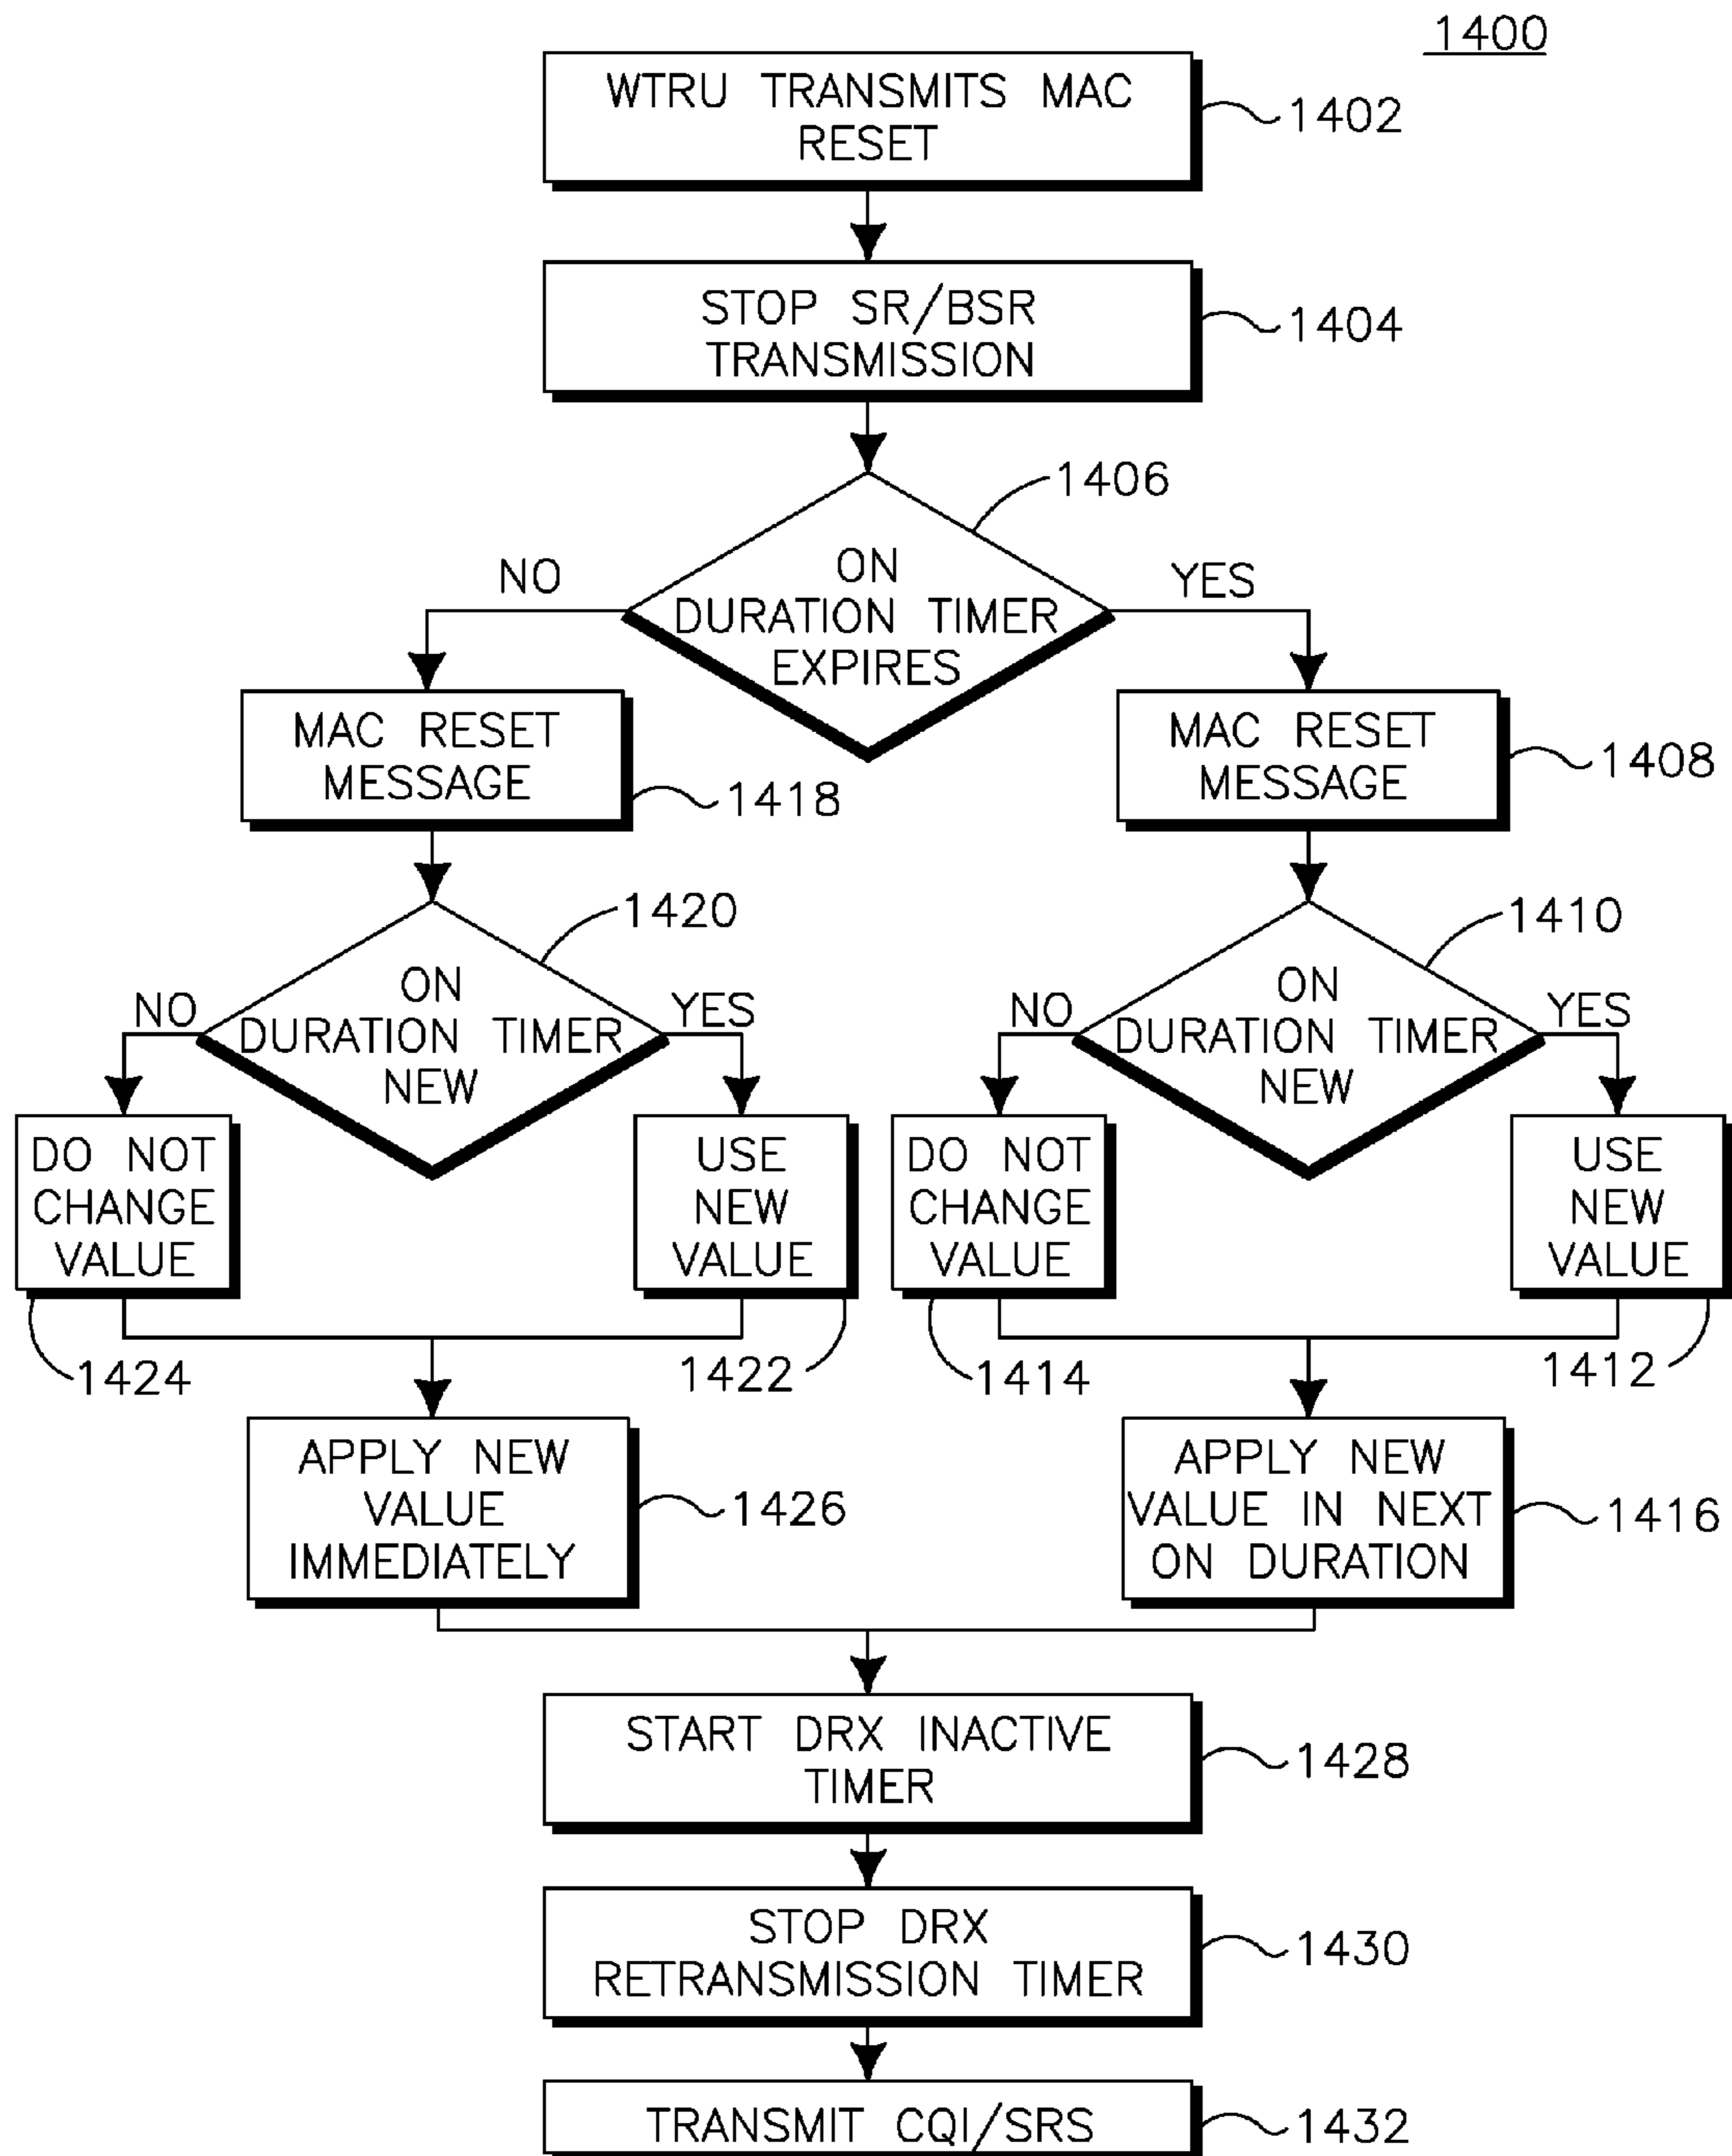 1400
WTRU TRANSMITS MAC
RESET
1402
STOP SR/BSR
TRANSMISSION
1404
1406
ON
DURATION TIMER
EXPIRES
NO
YES
MAC RESET
MESSAGE
1418
MAC RESET
MESSAGE
1408
1420
ON
DURATION TIMER
NEW
NO
YES
1410
ON
DURATION TIMER
NEW
NO
YES
DO NOT
CHANGE
VALUE
USE
NEW
VALUE
DO NOT
CHANGE
VALUE
USE
NEW
VALUE
1424
1422
1414
1412
APPLY NEW
VALUE
IMMEDIATELY
1426
APPLY NEW
VALUE IN NEXT
ON DURATION
1416
START DRX INACTIVE
TIMER
1428
STOP DRX
RETRANSMISSION TIMER
1430
TRANSMIT CQI/SRS
1432